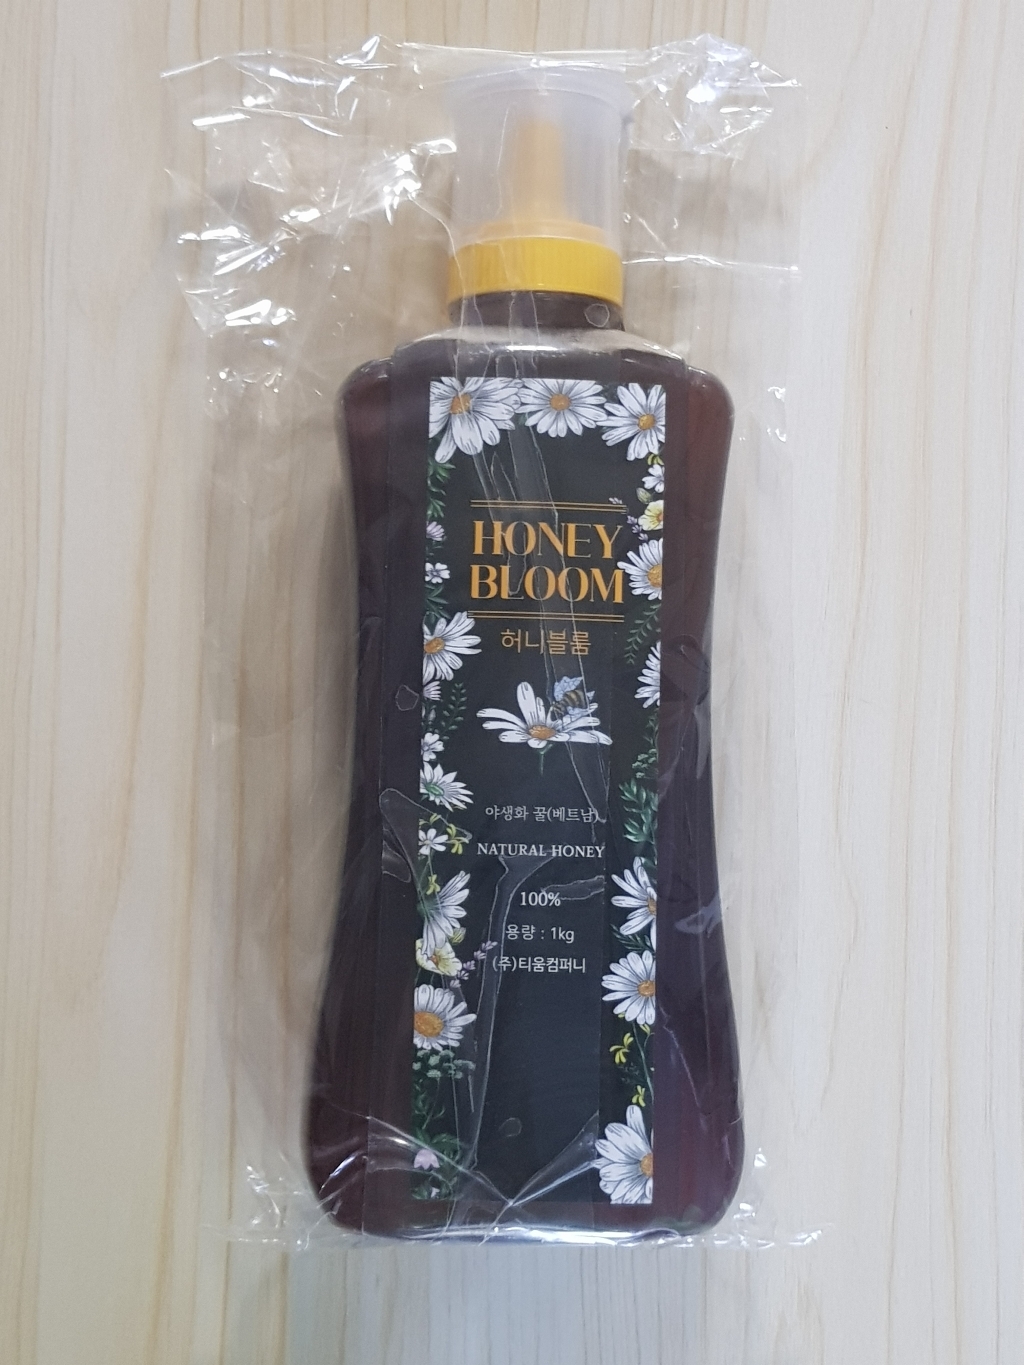 HONEY
BLOOM
허니블룸
야생화 꿀(베트남)
NATURAL HONEY
100%
용량 : 1kg
(주)티움컴퍼니